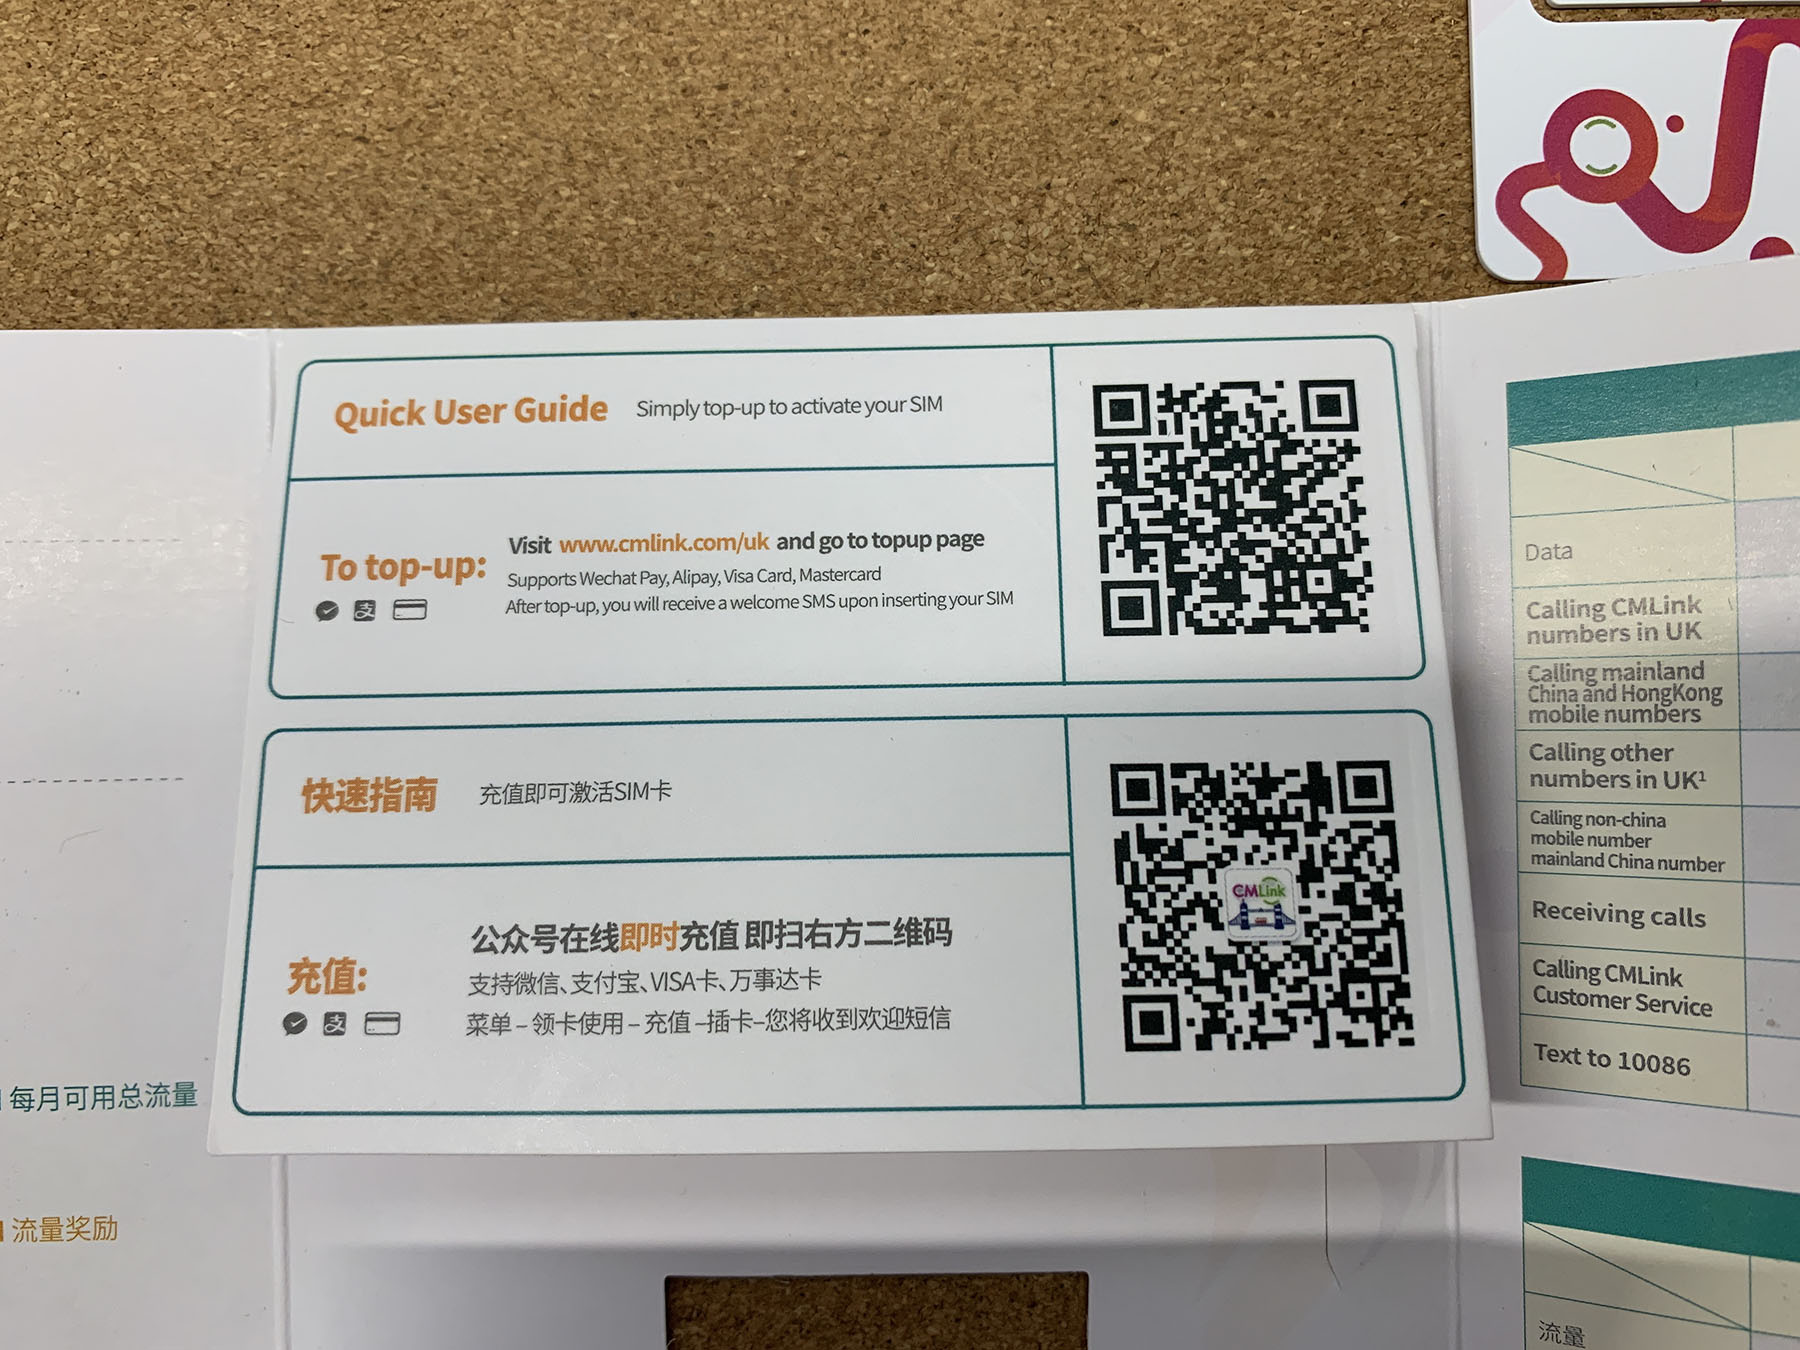 Quick User Guide Simply top-up to activate your SIM
To top-up:
Visit www.cmlink.com/uk and go to topup page
Supports Wechat Pay, Alipay, Visa Card, Mastercard
After top-up, you will receive a welcome SMS upon inserting your SIM
快速指南 充值即可激活SIM卡
充值:
公众号在线即时充值 即扫右方二维码
支持微信、支付宝、VISA卡、万事达卡
菜单 – 领卡使用 – 充值 –插卡–您将收到欢迎短信
CMLink
每月可用总流量
流量奖励
Data
Calling CMLink
numbers in UK
Calling mainland
China and HongKong
mobile numbers
Calling other
numbers in UK¹
Calling non-china
mobile number
mainland China number
Receiving calls
Calling CMLink
Customer Service
Text to 10086
流量